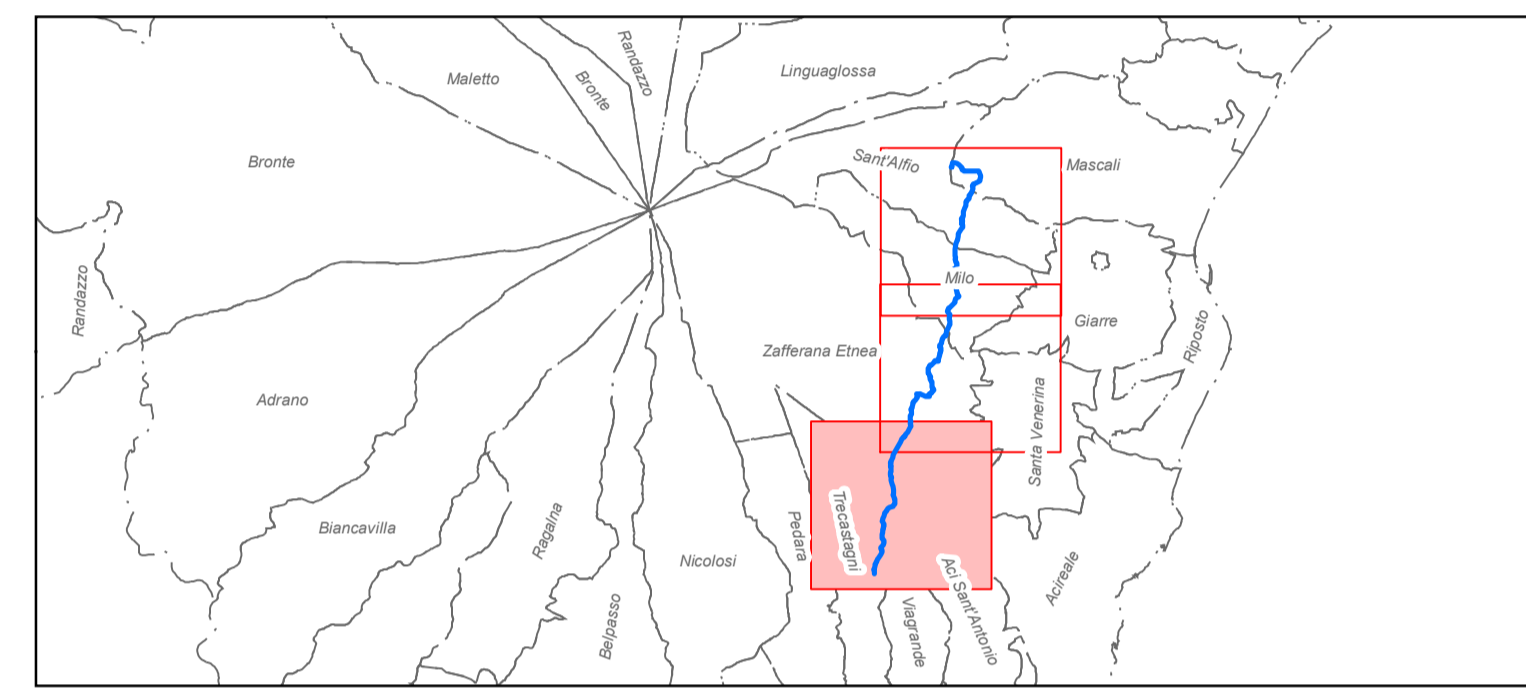 Randazzo
Linguaglossa
Maletto
Bronte
Bronte
Sant'Alfio
Mascali
Randazzo
Milo
Giarre
Riposto
Zafferana Etnea
Adrano
Santa Venerina
Biancavilla
Ragalna
Pedara
Trecastagni
Nicolosi
Aci Sant'Antonio
Acireale
Belpasso
Viagrande